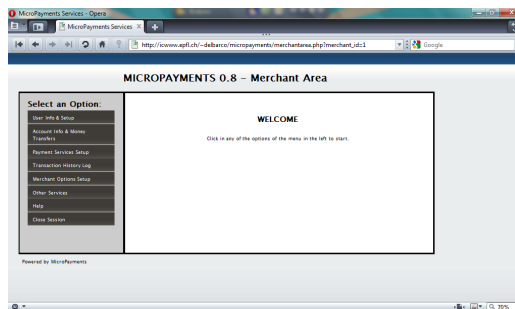 MicroPayments Services - Opera
MicroPayments Services
http://icwww.epfl.ch/~delbarco/micropayments/merchantarea.php?merchant_id=1
Google
MICROPAYMENTS 0.8 - Merchant Area
Select an Option:
User Info & Setup
Account Info & Money
Transfers
Payment Services Setup
Transaction History Log
Merchant Options Setup
Other Services
Help
Close Session
WELCOME
Click in any of the options of the menu in the left to start.
Powered by MicroPayments
70%